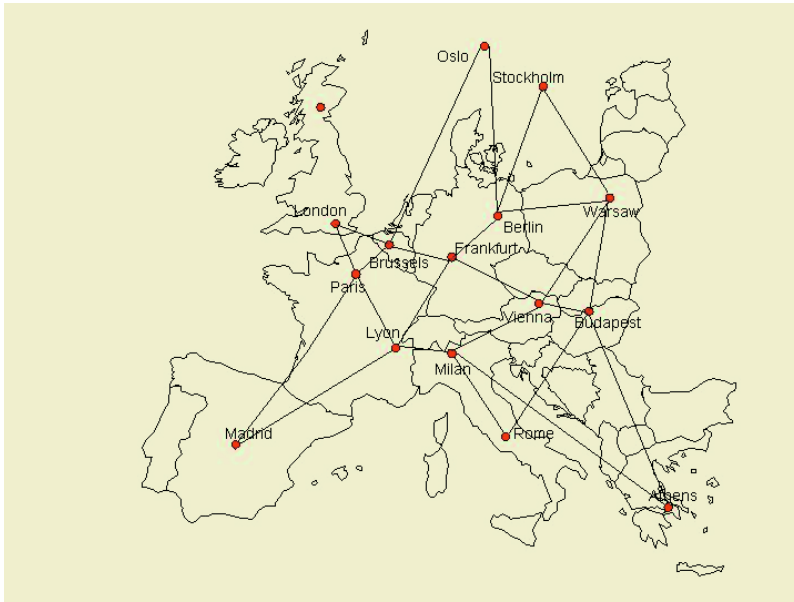 Oslo
Stockholm
London
Warsaw
Berlin
Frankfurt
Brussels
Paris
Vienna
Budapest
Lyon
Milan
Madrid
Rome
Athens